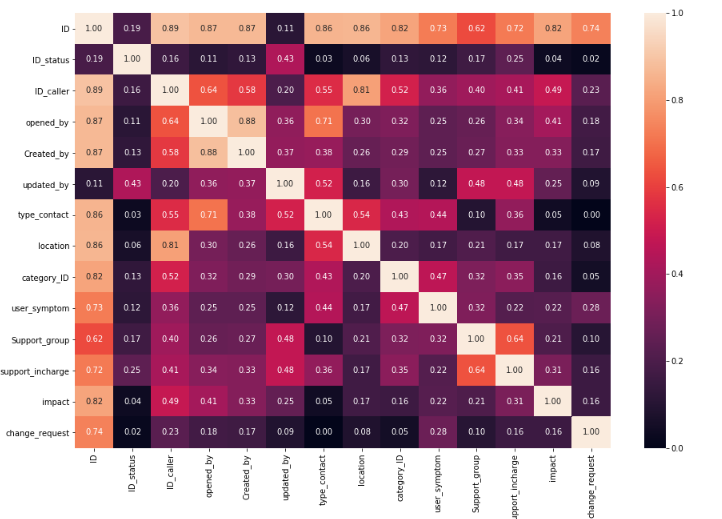 ID 1.00 0.19 0.89 0.87 0.87 0.11 0.86 0.86 0.82 0.73 0.62 0.72 0.82 0.74
ID_status 0.19 1.00 0.16 0.11 0.13 0.43 0.03 0.06 0.13 0.12 0.17 0.25 0.04 0.02
ID_caller 0.89 0.16 1.00 0.64 0.58 0.20 0.55 0.81 0.52 0.36 0.40 0.41 0.49 0.23
opened_by 0.87 0.11 0.64 1.00 0.88 0.36 0.71 0.30 0.32 0.25 0.26 0.34 0.41 0.18
Created_by 0.87 0.13 0.58 0.88 1.00 0.37 0.38 0.26 0.29 0.25 0.27 0.33 0.33 0.17
updated_by 0.11 0.43 0.20 0.36 0.37 1.00 0.52 0.16 0.30 0.12 0.48 0.48 0.25 0.09
type_contact 0.86 0.03 0.55 0.71 0.38 0.52 1.00 0.54 0.43 0.44 0.10 0.36 0.05 0.00
location 0.86 0.06 0.81 0.30 0.26 0.16 0.54 1.00 0.20 0.17 0.21 0.17 0.17 0.08
category_ID 0.82 0.13 0.52 0.32 0.29 0.30 0.43 0.20 1.00 0.47 0.32 0.35 0.16 0.05
user_symptom 0.73 0.12 0.36 0.25 0.25 0.12 0.44 0.17 0.47 1.00 0.32 0.22 0.22 0.28
Support_group 0.62 0.17 0.40 0.26 0.27 0.48 0.10 0.21 0.32 0.32 1.00 0.64 0.21 0.10
support_incharge 0.72 0.25 0.41 0.34 0.33 0.48 0.36 0.17 0.35 0.22 0.64 1.00 0.31 0.16
impact 0.82 0.04 0.49 0.41 0.33 0.25 0.05 0.17 0.16 0.22 0.21 0.31 1.00 0.16
change_request 0.74 0.02 0.23 0.18 0.17 0.09 0.00 0.08 0.05 0.28 0.10 0.16 0.16 1.00
ID ID_status ID_caller opened_by Created_by updated_by type_contact location category_ID user_symptom Support_group upport_incharge impact change_request
1.0
0.8
0.6
0.4
0.2
0.0